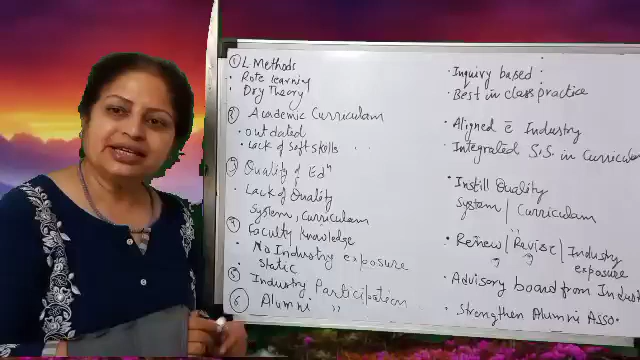 ① L Methods
· Rote learning
· Dry Theory
② Academic Curriculam
· outdated
· Lack of Soft skills
③ Quality of Edⁿ
· Lack of Quality
System, Curriculam
④ Faculty Knowledge
· No Industry exposure
· Static
⑤ Industry Participation
⑥ Alumni "
· Inquiry based
· Best in class practice
· Aligned c̄ Industry
· Integrated S.S. in Curriculam
· Instill Quality
System / Curriculam
· Renew / Revise / Industry
exposure
· Advisory board from Indust
· Strengthen Alumni Asso.